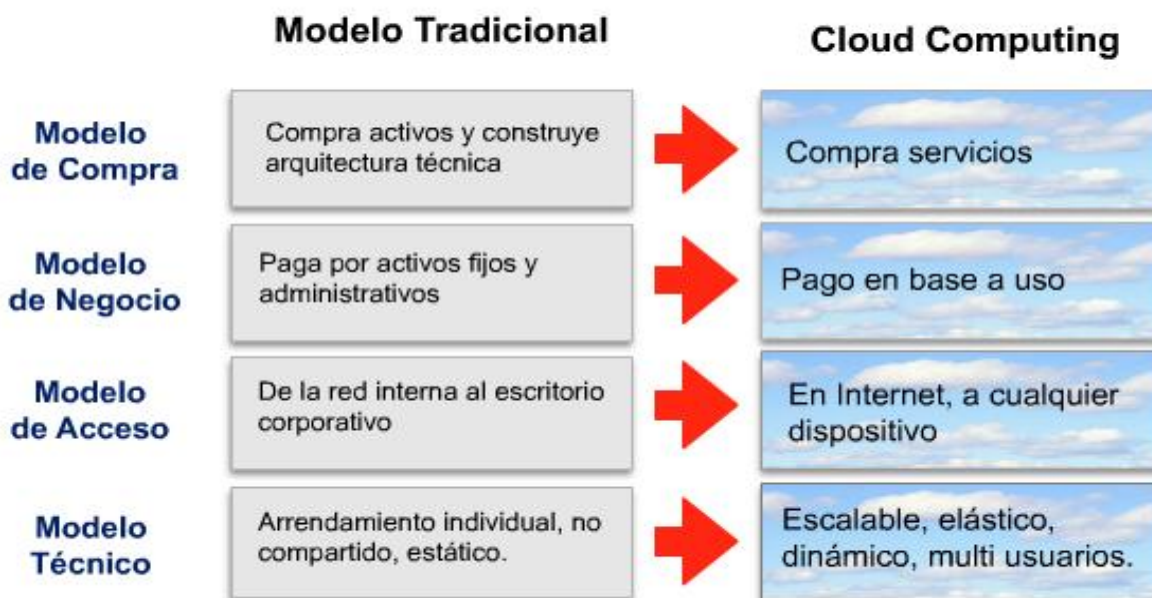 Modelo Tradicional
Cloud Computing
Modelo
de Compra
Compra activos y construye
arquitectura técnica
Compra servicios
Modelo
de Negocio
Paga por activos fijos y
administrativos
Pago en base a uso
Modelo
de Acceso
De la red interna al escritorio
corporativo
En Internet, a cualquier
dispositivo
Modelo
Técnico
Arrendamiento individual, no
compartido, estático.
Escalable, elástico,
dinámico, multi usuarios.